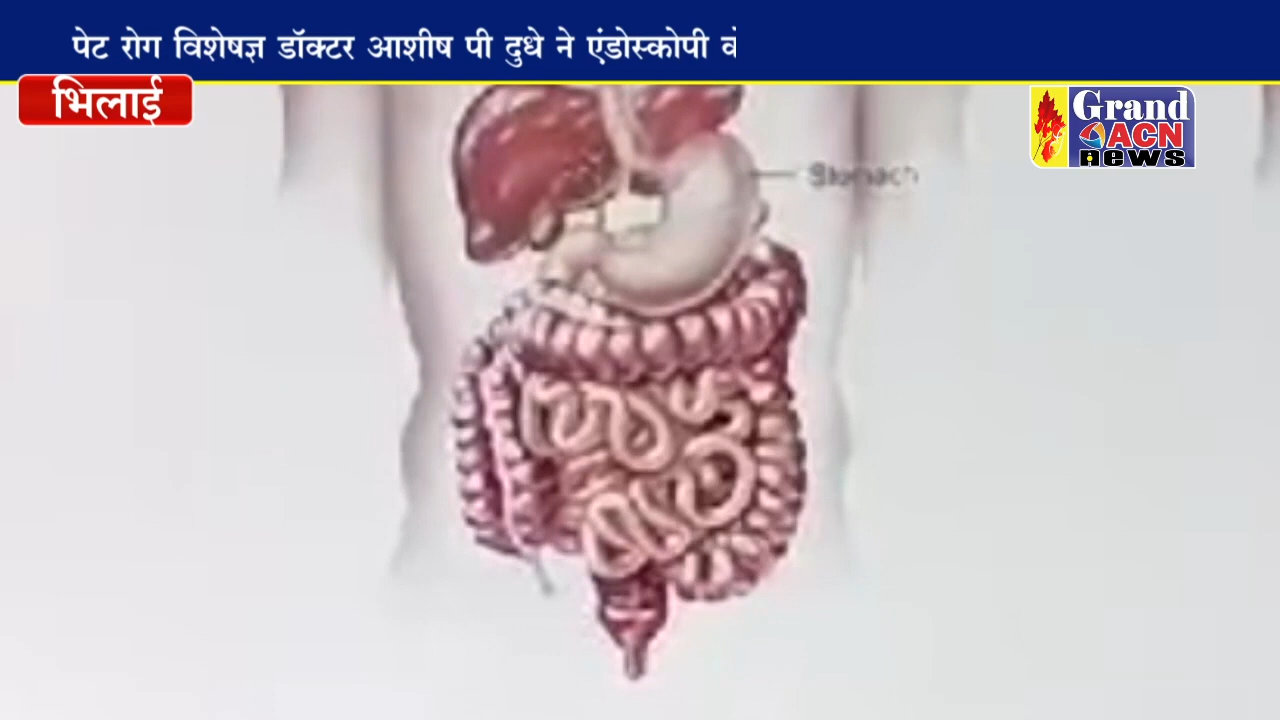 पेट रोग विशेषज्ञ डॉक्टर आशीष पी दुधे ने एंडोस्कोपी
भिलाई
Grand
ACN
news
Stomach